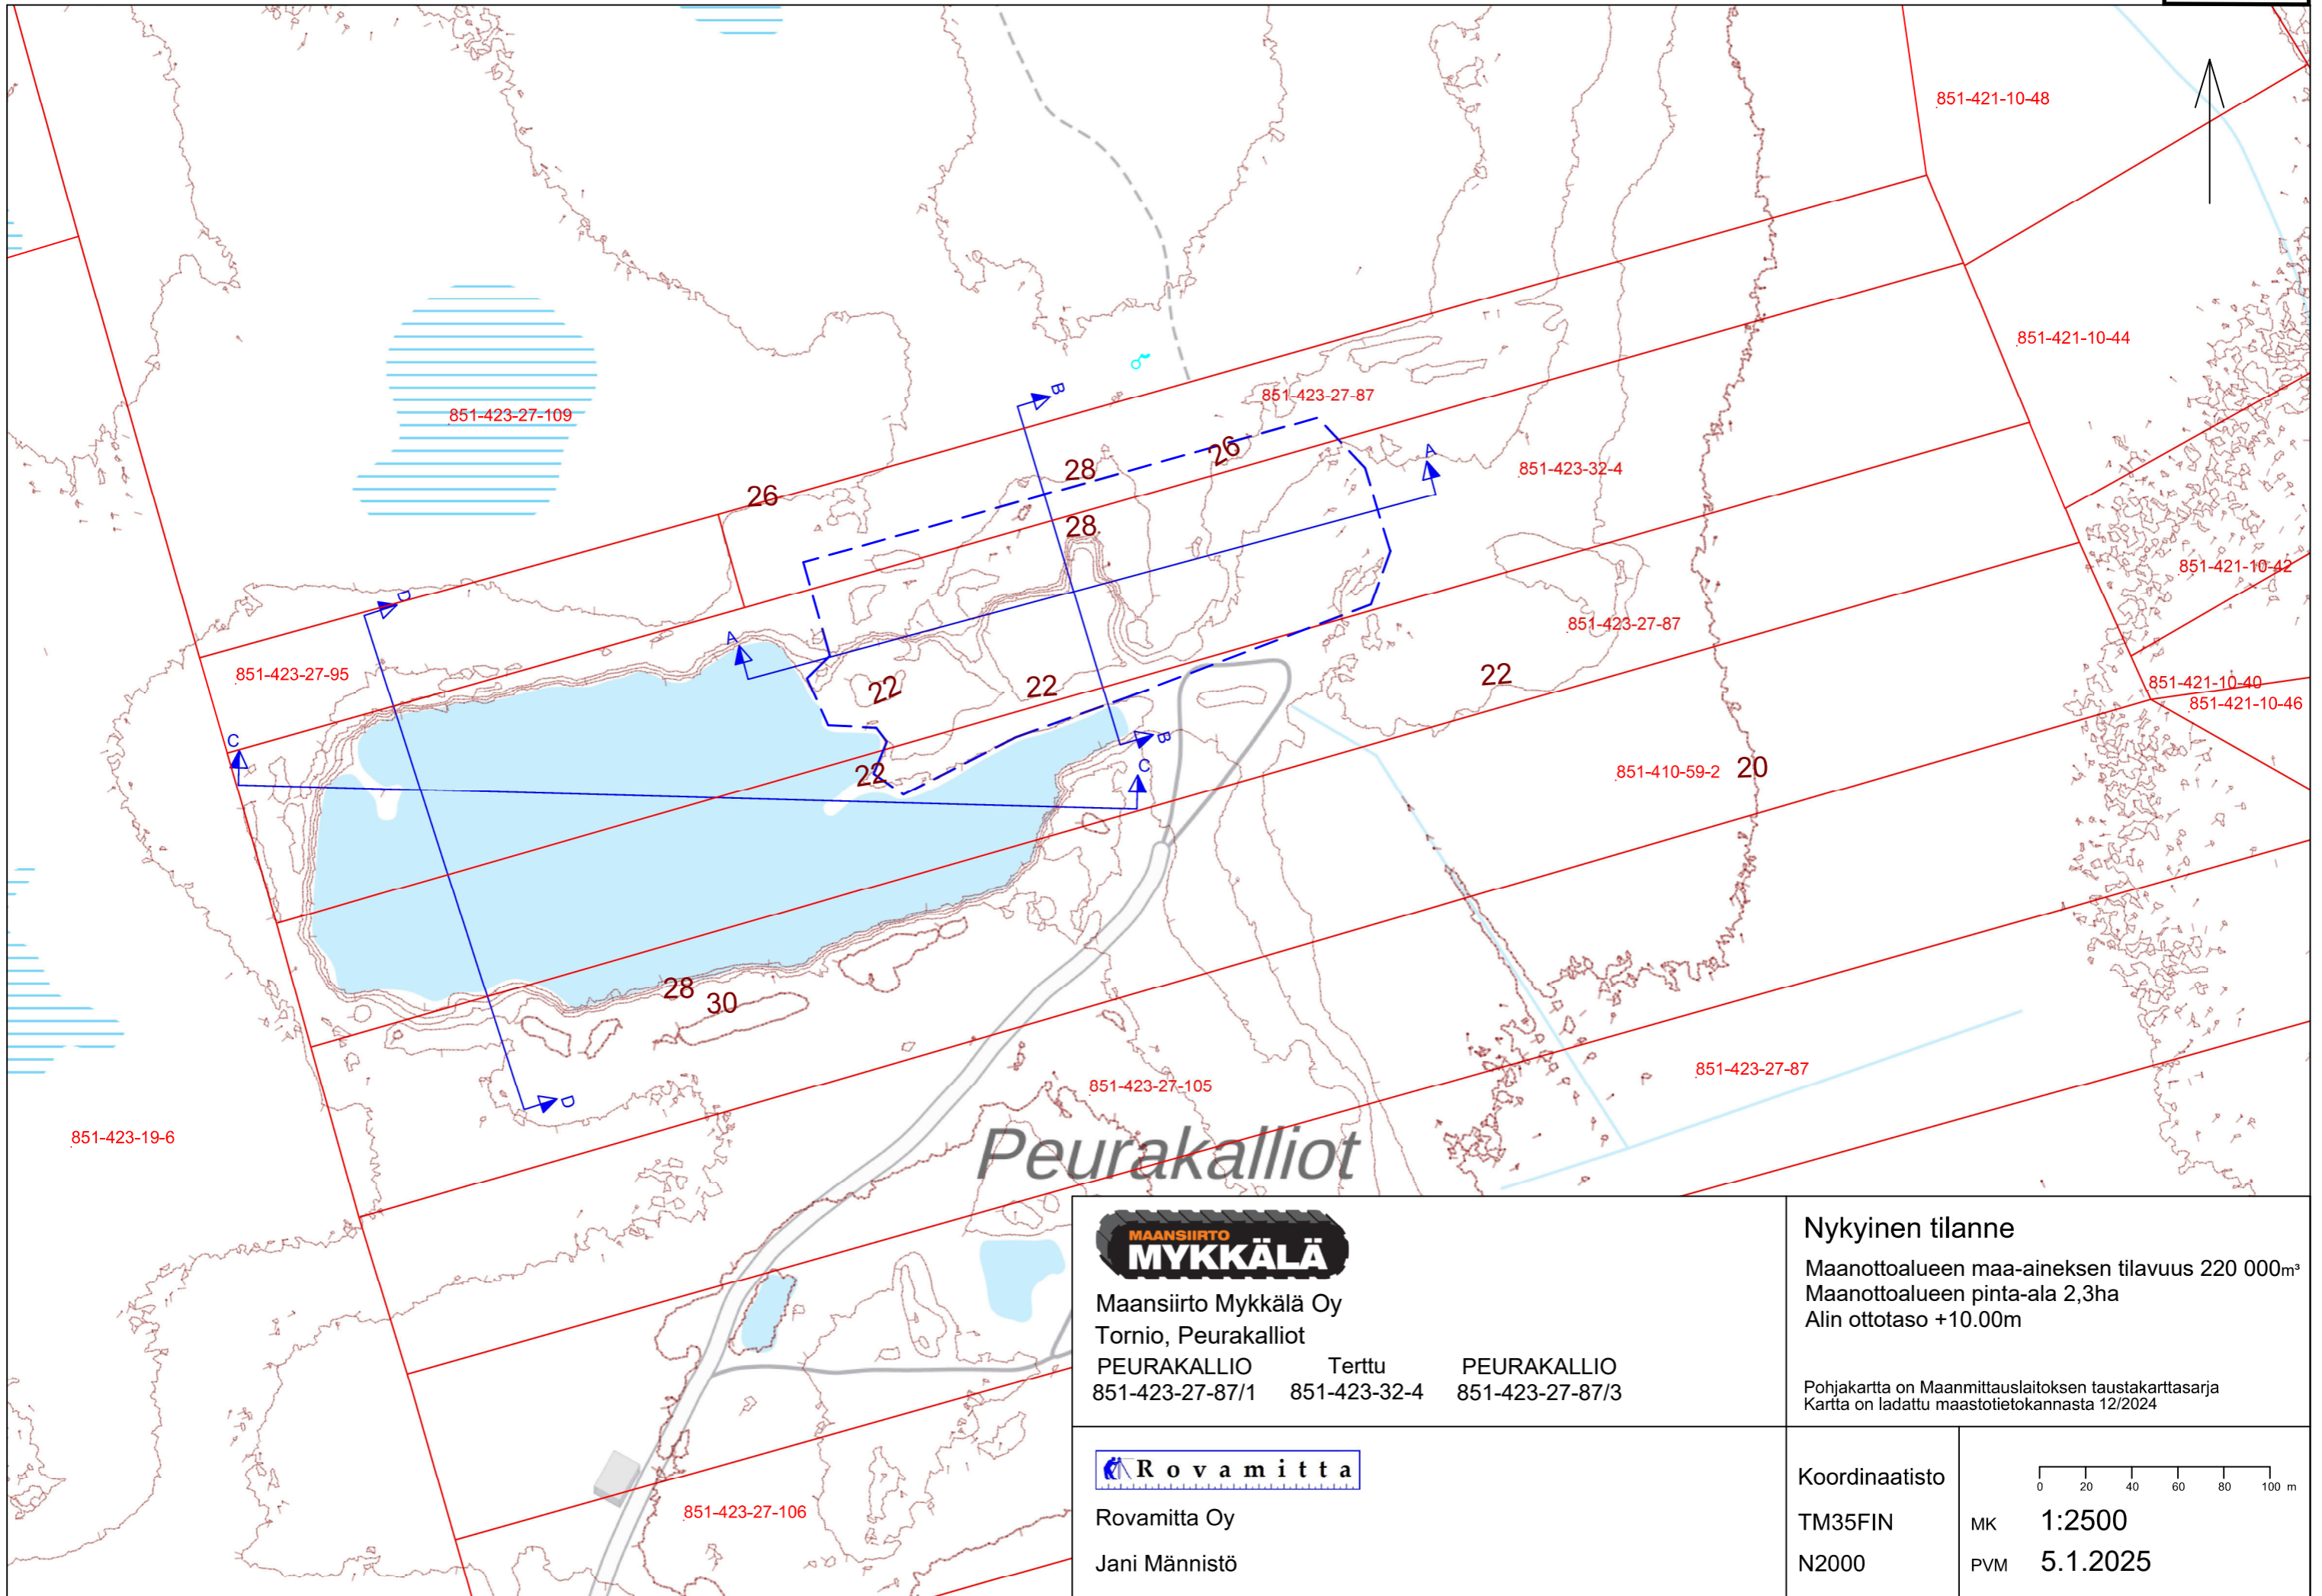 851-421-10-48
851-421-10-44
851-423-27-109
851-423-27-87
B
26
28
A
851-423-32-4
26
28
851-421-10-42
D
A
851-423-27-87
851-423-27-95
22
22
22
851-421-10-40
851-421-10-46
C
B
C
22
851-410-59-2
20
28
30
851-423-27-87
851-423-27-105
D
851-423-19-6
Peurakalliot
851-423-27-106
MAANSIIRTO
MYKKÄLÄ
Maansiirto Mykkälä Oy
Tornio, Peurakalliot
PEURAKALLIO Terttu PEURAKALLIO
851-423-27-87/1 851-423-32-4 851-423-27-87/3
Nykyinen tilanne
Maanottoalueen maa-aineksen tilavuus 220 000m³
Maanottoalueen pinta-ala 2,3ha
Alin ottotaso +10.00m
Pohjakartta on Maanmittauslaitoksen taustakarttasarja
Kartta on ladattu maastotietokannasta 12/2024
Rovamitta
Rovamitta Oy
Jani Männistö
Koordinaatisto
TM35FIN
N2000
0 20 40 60 80 100 m
MK 1:2500
PVM 5.1.2025